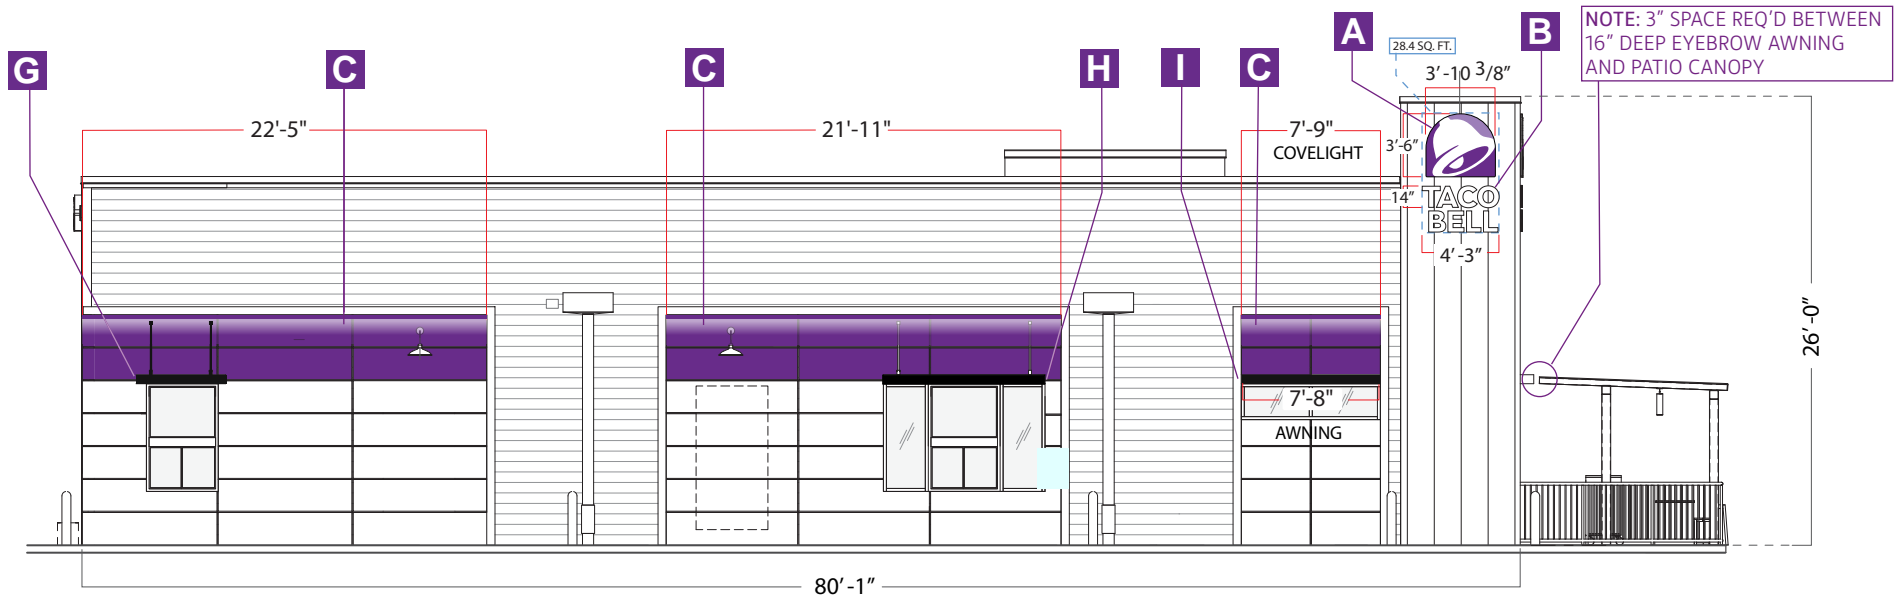 NOTE: 3” SPACE REQ’D BETWEEN
16” DEEP EYEBROW AWNING
AND PATIO CANOPY
A
B
28.4 SQ. FT.
G
C
C
H
I
C
3’-10 3/8”
22'-5"
21'-11"
7'-9"
COVELIGHT
3’-6”
14”
TACO
BELL
4’-3”
26’-0”
7'-8"
AWNING
80’-1”